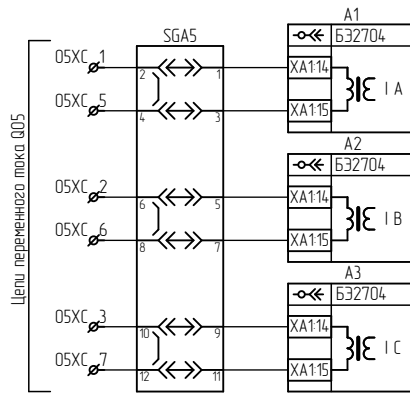 Цепи переменного тока Q05
SGA5
A1
БЭ2704
05XC 1
2
1
XA1:14
I A
05XC 5
4
3
XA1:15
A2
БЭ2704
05XC 2
6
5
XA1:14
I B
05XC 6
8
7
XA1:15
A3
БЭ2704
05XC 3
10
9
XA1:14
I C
05XC 7
12
11
XA1:15